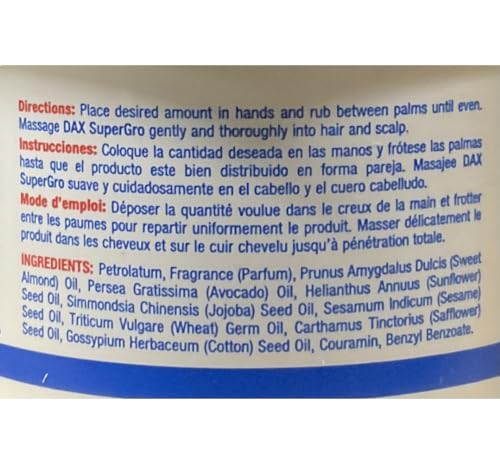 Directions: Place desired amount in hands and rub between palms until even.
Massage DAX SuperGro gently and thoroughly into hair and scalp.
Instrucciones: Coloque la cantidad deseada en las manos y frótese las palmas
hasta que el producto este bien distribuido en forma pareja. Masajee DAX
SuperGro suave y cuidadosamente en el cabello y el cuero cabelludo.
Mode d'emploi: Déposer la quantité voulue dans le creux de la main et frotter
entre les paumes pour repartir uniformement le produit. Masser délicatement le
produit dans les cheveux et sur le cuir chevelu jusqu'à pénétration totale.
INGREDIENTS: Petrolatum, Fragrance (Parfum), Prunus Amygdalus Dulcis (Sweet
Almond) Oil, Persea Gratissima (Avocado) Oil, Helianthus Annuus (Sunflower)
Seed Oil, Simmondsia Chinensis (Jojoba) Seed Oil, Sesamum Indicum (Sesame)
Seed Oil, Triticum Vulgare (Wheat) Germ Oil, Carthamus Tinctorius (Safflower)
Seed Oil, Gossypium Herbaceum (Cotton) Seed Oil, Couramin, Benzyl Benzoate.